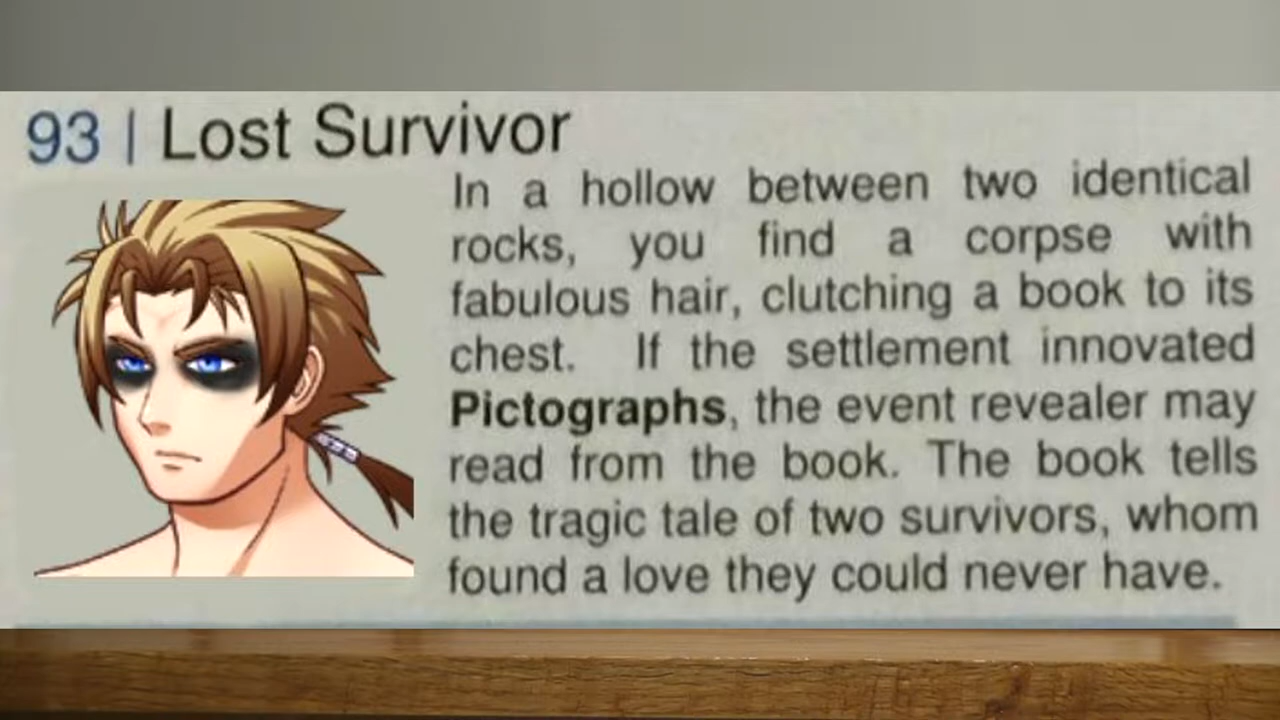 93 | Lost Survivor
In a hollow between two identical
rocks, you find a corpse with
fabulous hair, clutching a book to its
chest. If the settlement innovated
Pictographs, the event revealer may
read from the book. The book tells
the tragic tale of two survivors, whom
found a love they could never have.